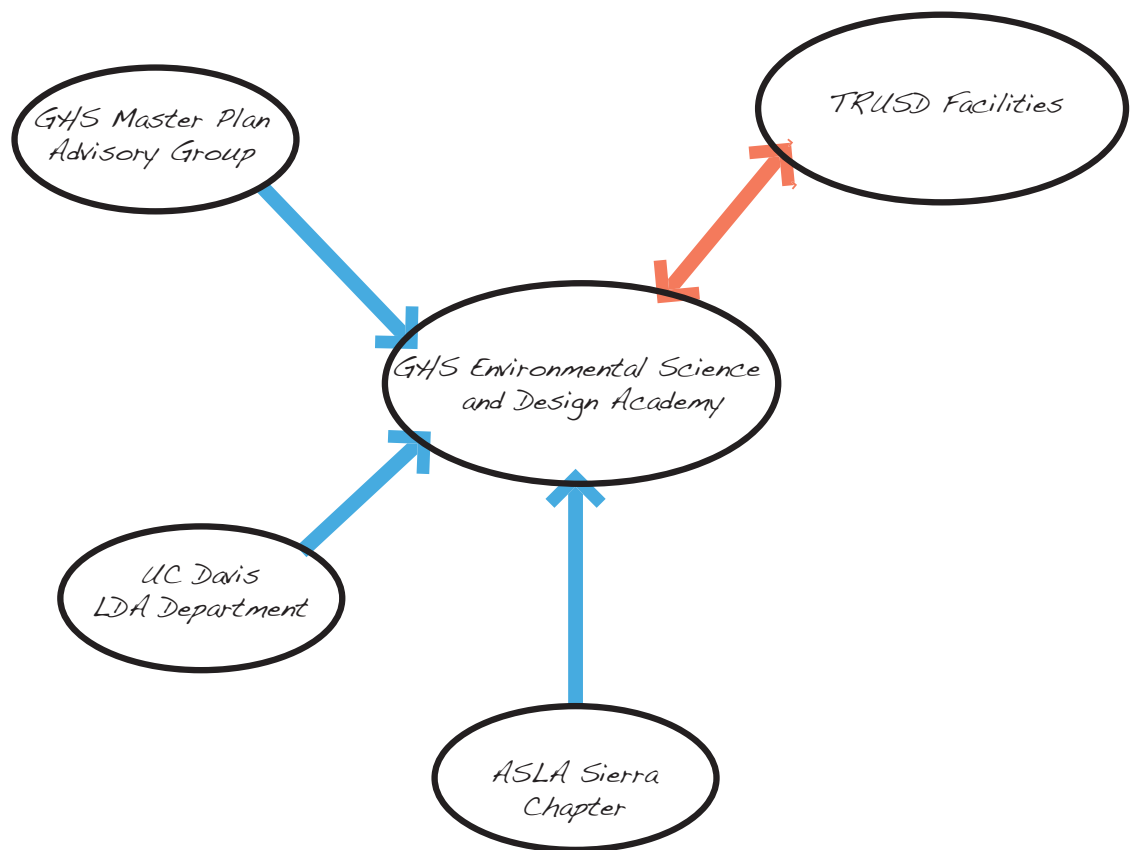 GHS Master Plan
Advisory Group
TRUSD Facilities
GHS Environmental Science
and Design Academy
UC Davis
LDA Department
ASLA Sierra
Chapter